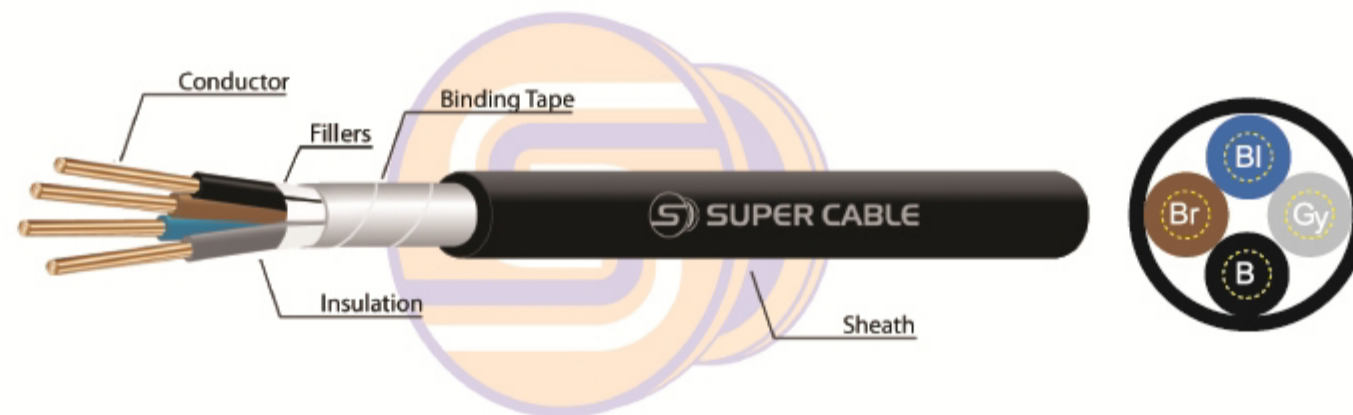 Conductor
Binding Tape
Fillers
SUPER CABLE
Insulation
Sheath
Bl
Br
Gy
B